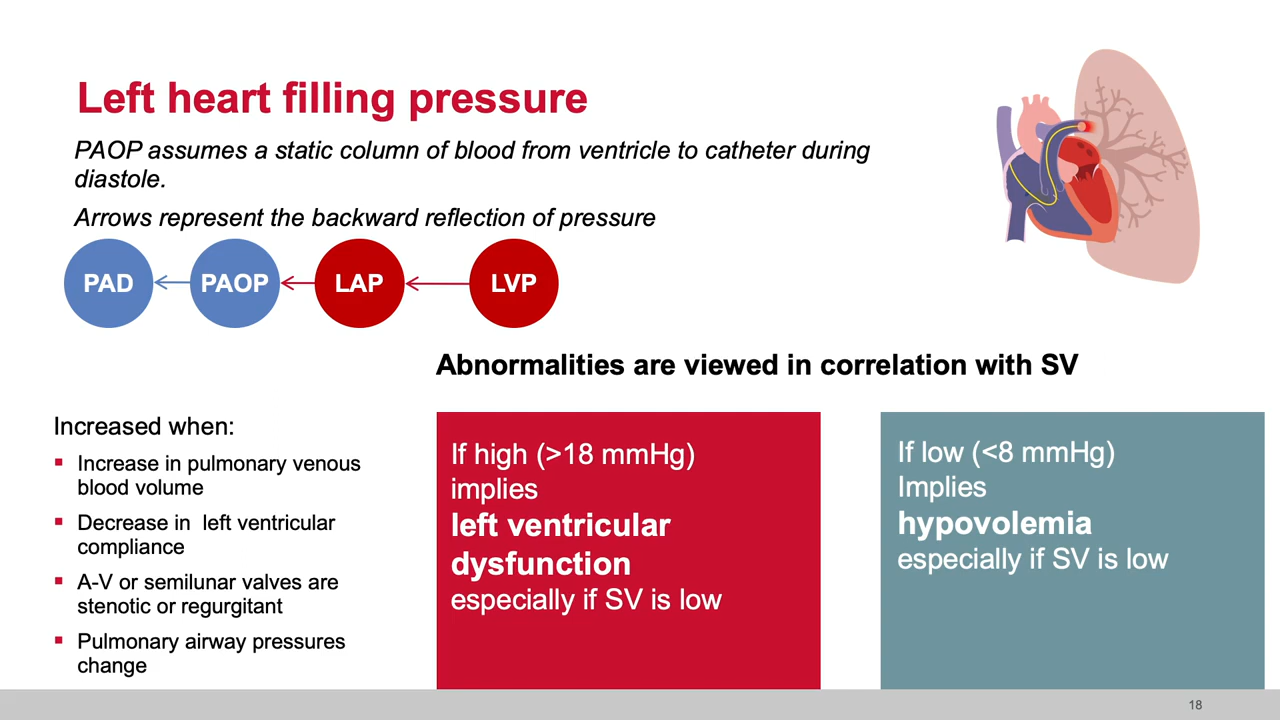 Left heart filling pressure
PAOP assumes a static column of blood from ventricle to catheter during
diastole.
Arrows represent the backward reflection of pressure
PAD
PAOP
LAP
LVP
Abnormalities are viewed in correlation with SV
Increased when:
Increase in pulmonary venous
blood volume
Decrease in left ventricular
compliance
A-V or semilunar valves are
stenotic or regurgitant
Pulmonary airway pressures
change
If high (>18 mmHg)
implies
left ventricular
dysfunction
especially if SV is low
If low (<8 mmHg)
Implies
hypovolemia
especially if SV is low
18